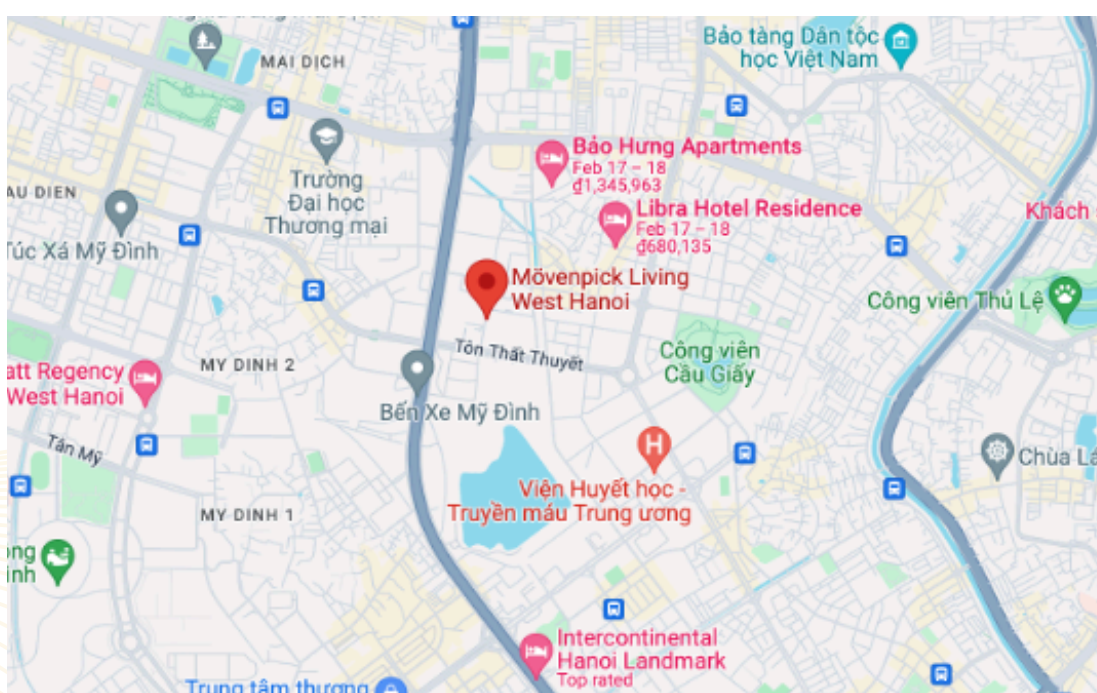 MAI DỊCH
Bảo tàng Dân tộc
học Việt Nam
Trường
Đại học
Thương mại
Bảo Hưng Apartments
Feb 17 – 18
₫1,345,963
AU DIEN
Libra Hotel Residence
Feb 17 – 18
₫680,135
Khách
Túc Xá Mỹ Đình
Mövenpick Living
West Hanoi
Công viên Thủ Lệ
Tôn Thất Thuyết
Công viên
Cầu Giấy
MY DINH 2
att Regency
West Hanoi
Bến Xe Mỹ Đình
Tân Mỹ
H
Chùa Lá
Viện Huyết học -
Truyền máu Trung ương
MY DINH 1
ong
inh
Intercontinental
Hanoi Landmark
Top rated
Trung tâm thương